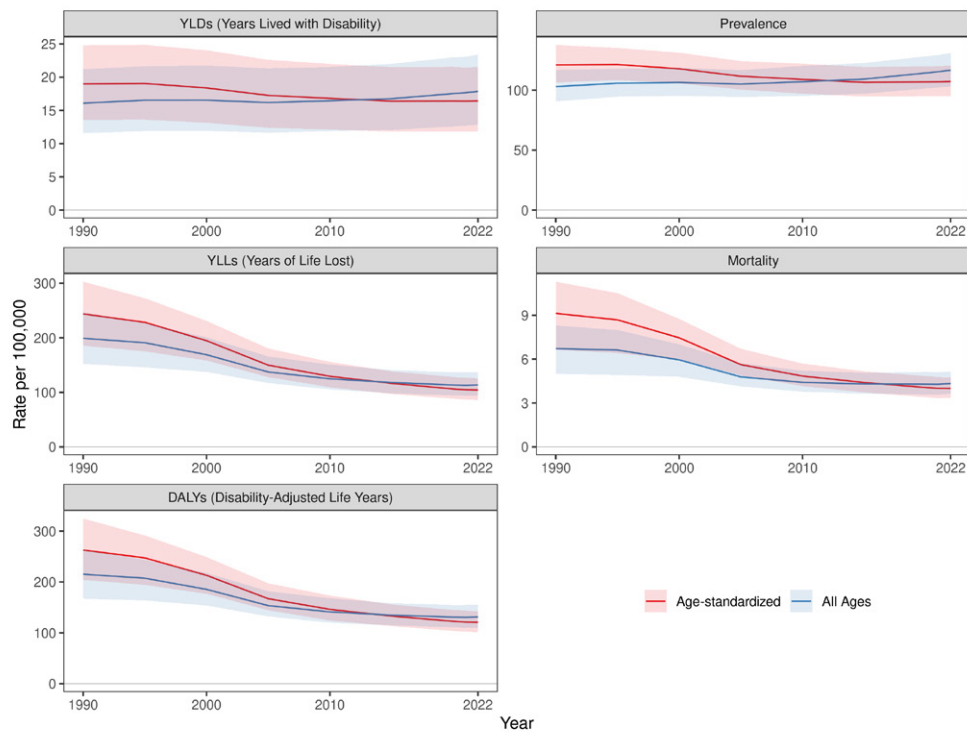 YLDs (Years Lived with Disability)
25
20
15
10
5
0
1990 2000 2010 2022
Prevalence
100
50
0
1990 2000 2010 2022
YLLs (Years of Life Lost)
300
200
100
0
1990 2000 2010 2022
Mortality
9
6
3
0
1990 2000 2010 2022
DALYs (Disability-Adjusted Life Years)
300
200
100
0
1990 2000 2010 2022
Rate per 100,000
Year
Age-standardized All Ages